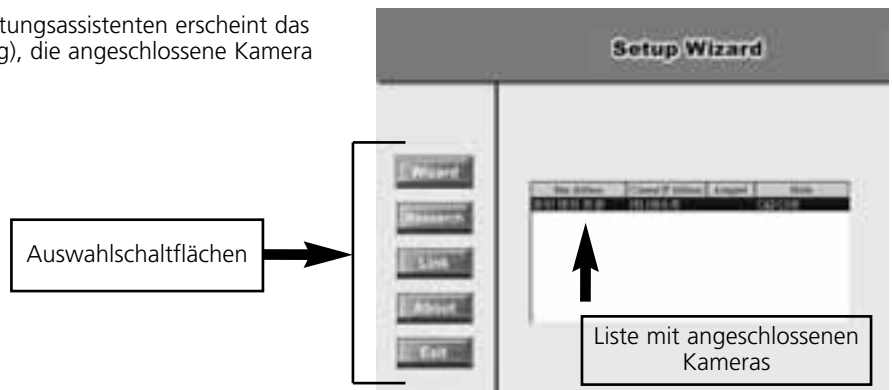 tungsassistenten erscheint das
g), die angeschlossene Kamera
Setup Wizard
Wizard
Research
Link
About
Exit
Auswahlschaltflächen
Liste mit angeschlossenen
Kameras